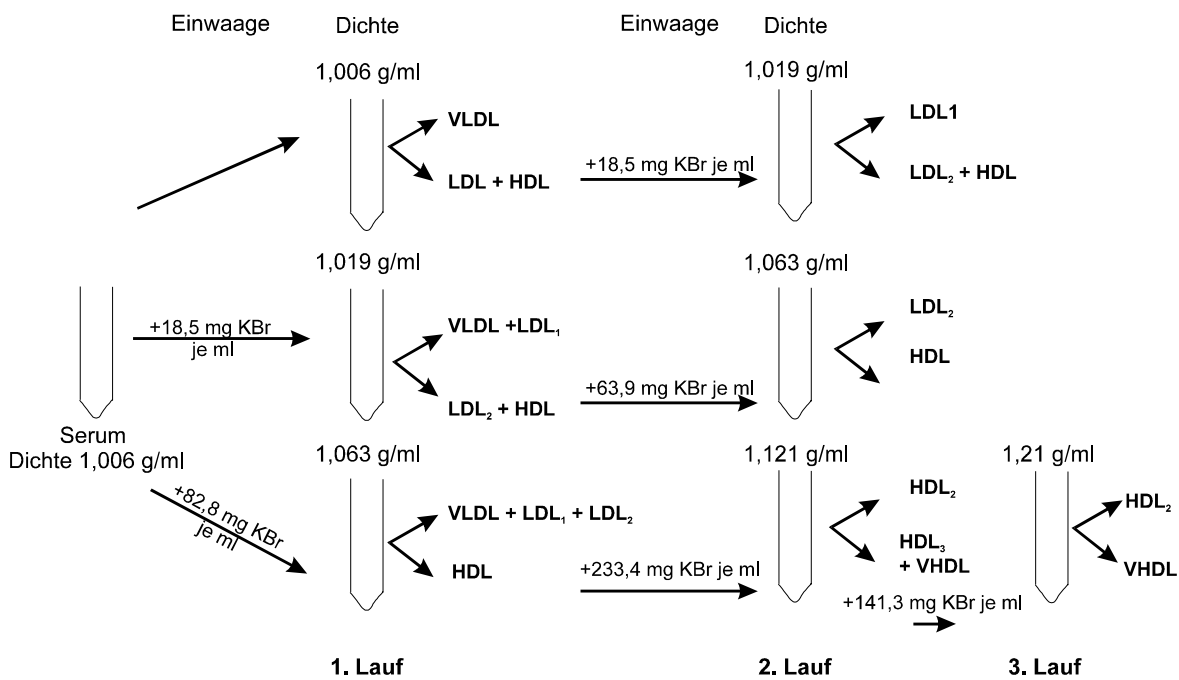 Einwaage Dichte Einwaage Dichte
1,006 g/ml 1,019 g/ml
VLDL
LDL + HDL
+18,5 mg KBr je ml
LDL1
LDL₂ + HDL
1,019 g/ml 1,063 g/ml
+18,5 mg KBr
je ml
VLDL +LDL₁
LDL₂ + HDL
+63,9 mg KBr je ml
LDL₂
HDL
Serum
Dichte 1,006 g/ml
1,063 g/ml 1,121 g/ml 1,21 g/ml
+82,8 mg KBr
je ml
VLDL + LDL₁ + LDL₂
HDL
+233,4 mg KBr je ml
HDL₂
HDL₃
+ VHDL
+141,3 mg KBr je ml
HDL₂
VHDL
1. Lauf 2. Lauf 3. Lauf